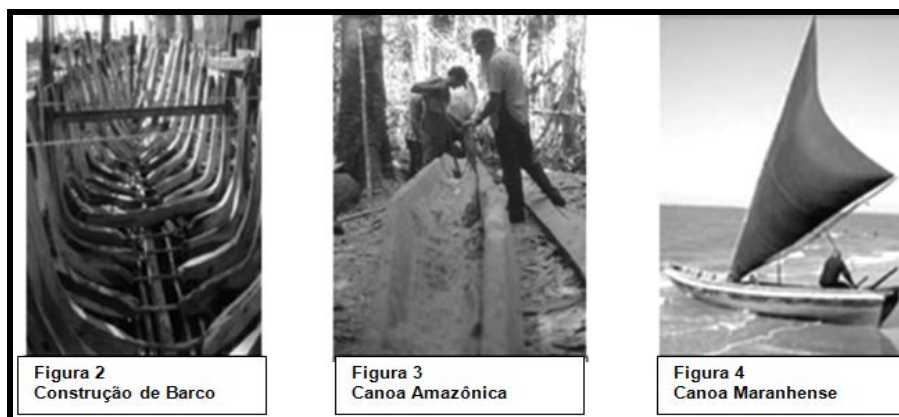 Figura 2
Construção de Barco
Figura 3
Canoa Amazônica
Figura 4
Canoa Maranhense